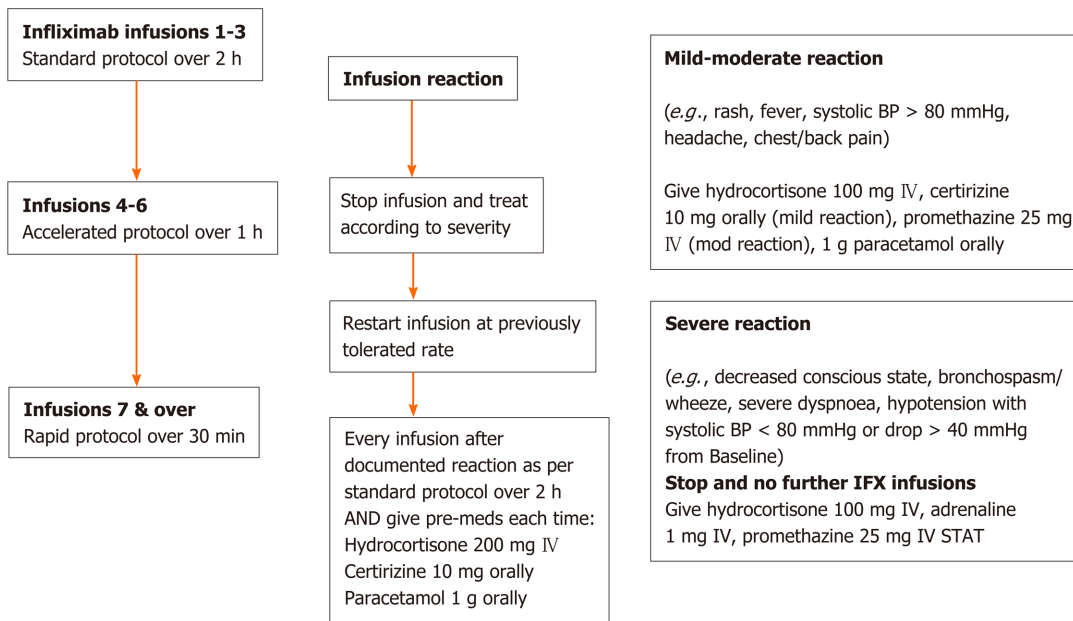 Infliximab infusions 1-3
Standard protocol over 2 h
Infusions 4-6
Accelerated protocol over 1 h
Infusions 7 & over
Rapid protocol over 30 min
Infusion reaction
Stop infusion and treat
according to severity
Restart infusion at previously
tolerated rate
Every infusion after
documented reaction as per
standard protocol over 2 h
AND give pre-meds each time:
Hydrocortisone 200 mg Ⅳ
Certirizine 10 mg orally
Paracetamol 1 g orally
Mild-moderate reaction
(e.g., rash, fever, systolic BP > 80 mmHg,
headache, chest/back pain)
Give hydrocortisone 100 mg Ⅳ, certirizine
10 mg orally (mild reaction), promethazine 25 mg
Ⅳ (mod reaction), 1 g paracetamol orally
Severe reaction
(e.g., decreased conscious state, bronchospasm/
wheeze, severe dyspnoea, hypotension with
systolic BP < 80 mmHg or drop > 40 mmHg
from Baseline)
Stop and no further IFX infusions
Give hydrocortisone 100 mg IV, adrenaline
1 mg IV, promethazine 25 mg IV STAT